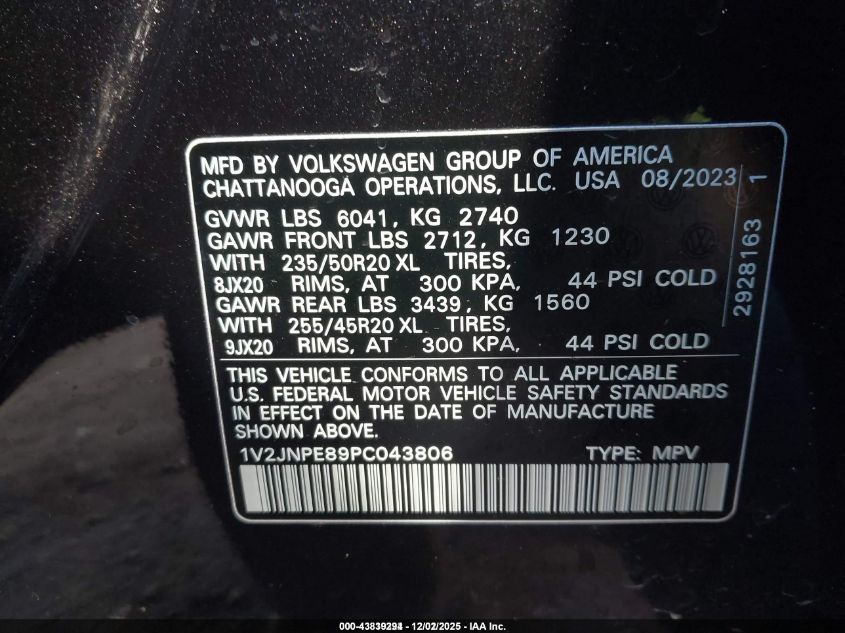 MFD BY VOLKSWAGEN GROUP OF AMERICA
CHATTANOOGA OPERATIONS, LLC. USA 08/2023
GVWR LBS 6041, KG 2740
GAWR FRONT LBS 2712, KG 1230
WITH 235/50R20 XL TIRES,
8JX20 RIMS, AT 300 KPA, 44 PSI COLD
GAWR REAR LBS 3439, KG 1560
WITH 255/45R20 XL TIRES,
9JX20 RIMS, AT 300 KPA, 44 PSI COLD
2928163 1
THIS VEHICLE CONFORMS TO ALL APPLICABLE
U.S. FEDERAL MOTOR VEHICLE SAFETY STANDARDS
IN EFFECT ON THE DATE OF MANUFACTURE
SHOWN ABOVE.
1V2JNPE89PC043806 TYPE: MPV
000-43839294 - 12/02/2025 - IAA Inc.